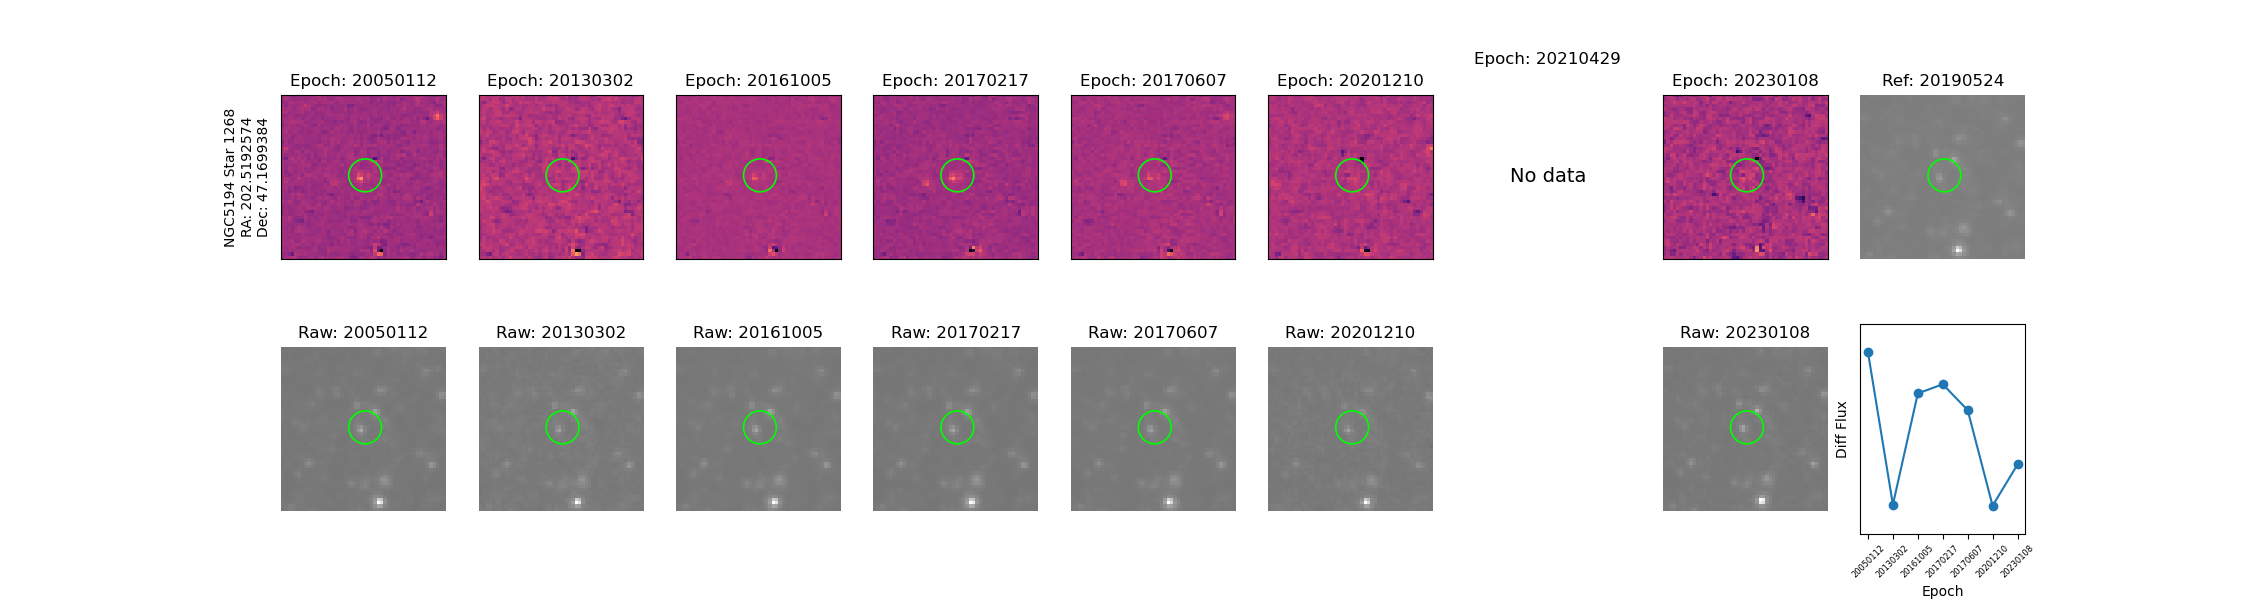 NGC5194 Star 1268
RA: 202.5192574
Dec: 47.1699384
Epoch: 20050112
Epoch: 20130302
Epoch: 20161005
Epoch: 20170217
Epoch: 20170607
Epoch: 20201210
Epoch: 20210429
No data
Epoch: 20230108
Ref: 20190524
Raw: 20050112
Raw: 20130302
Raw: 20161005
Raw: 20170217
Raw: 20170607
Raw: 20201210
Raw: 20230108
Diff Flux
20050112
20130302
20161005
20170217
20170607
20201210
20230108
Epoch